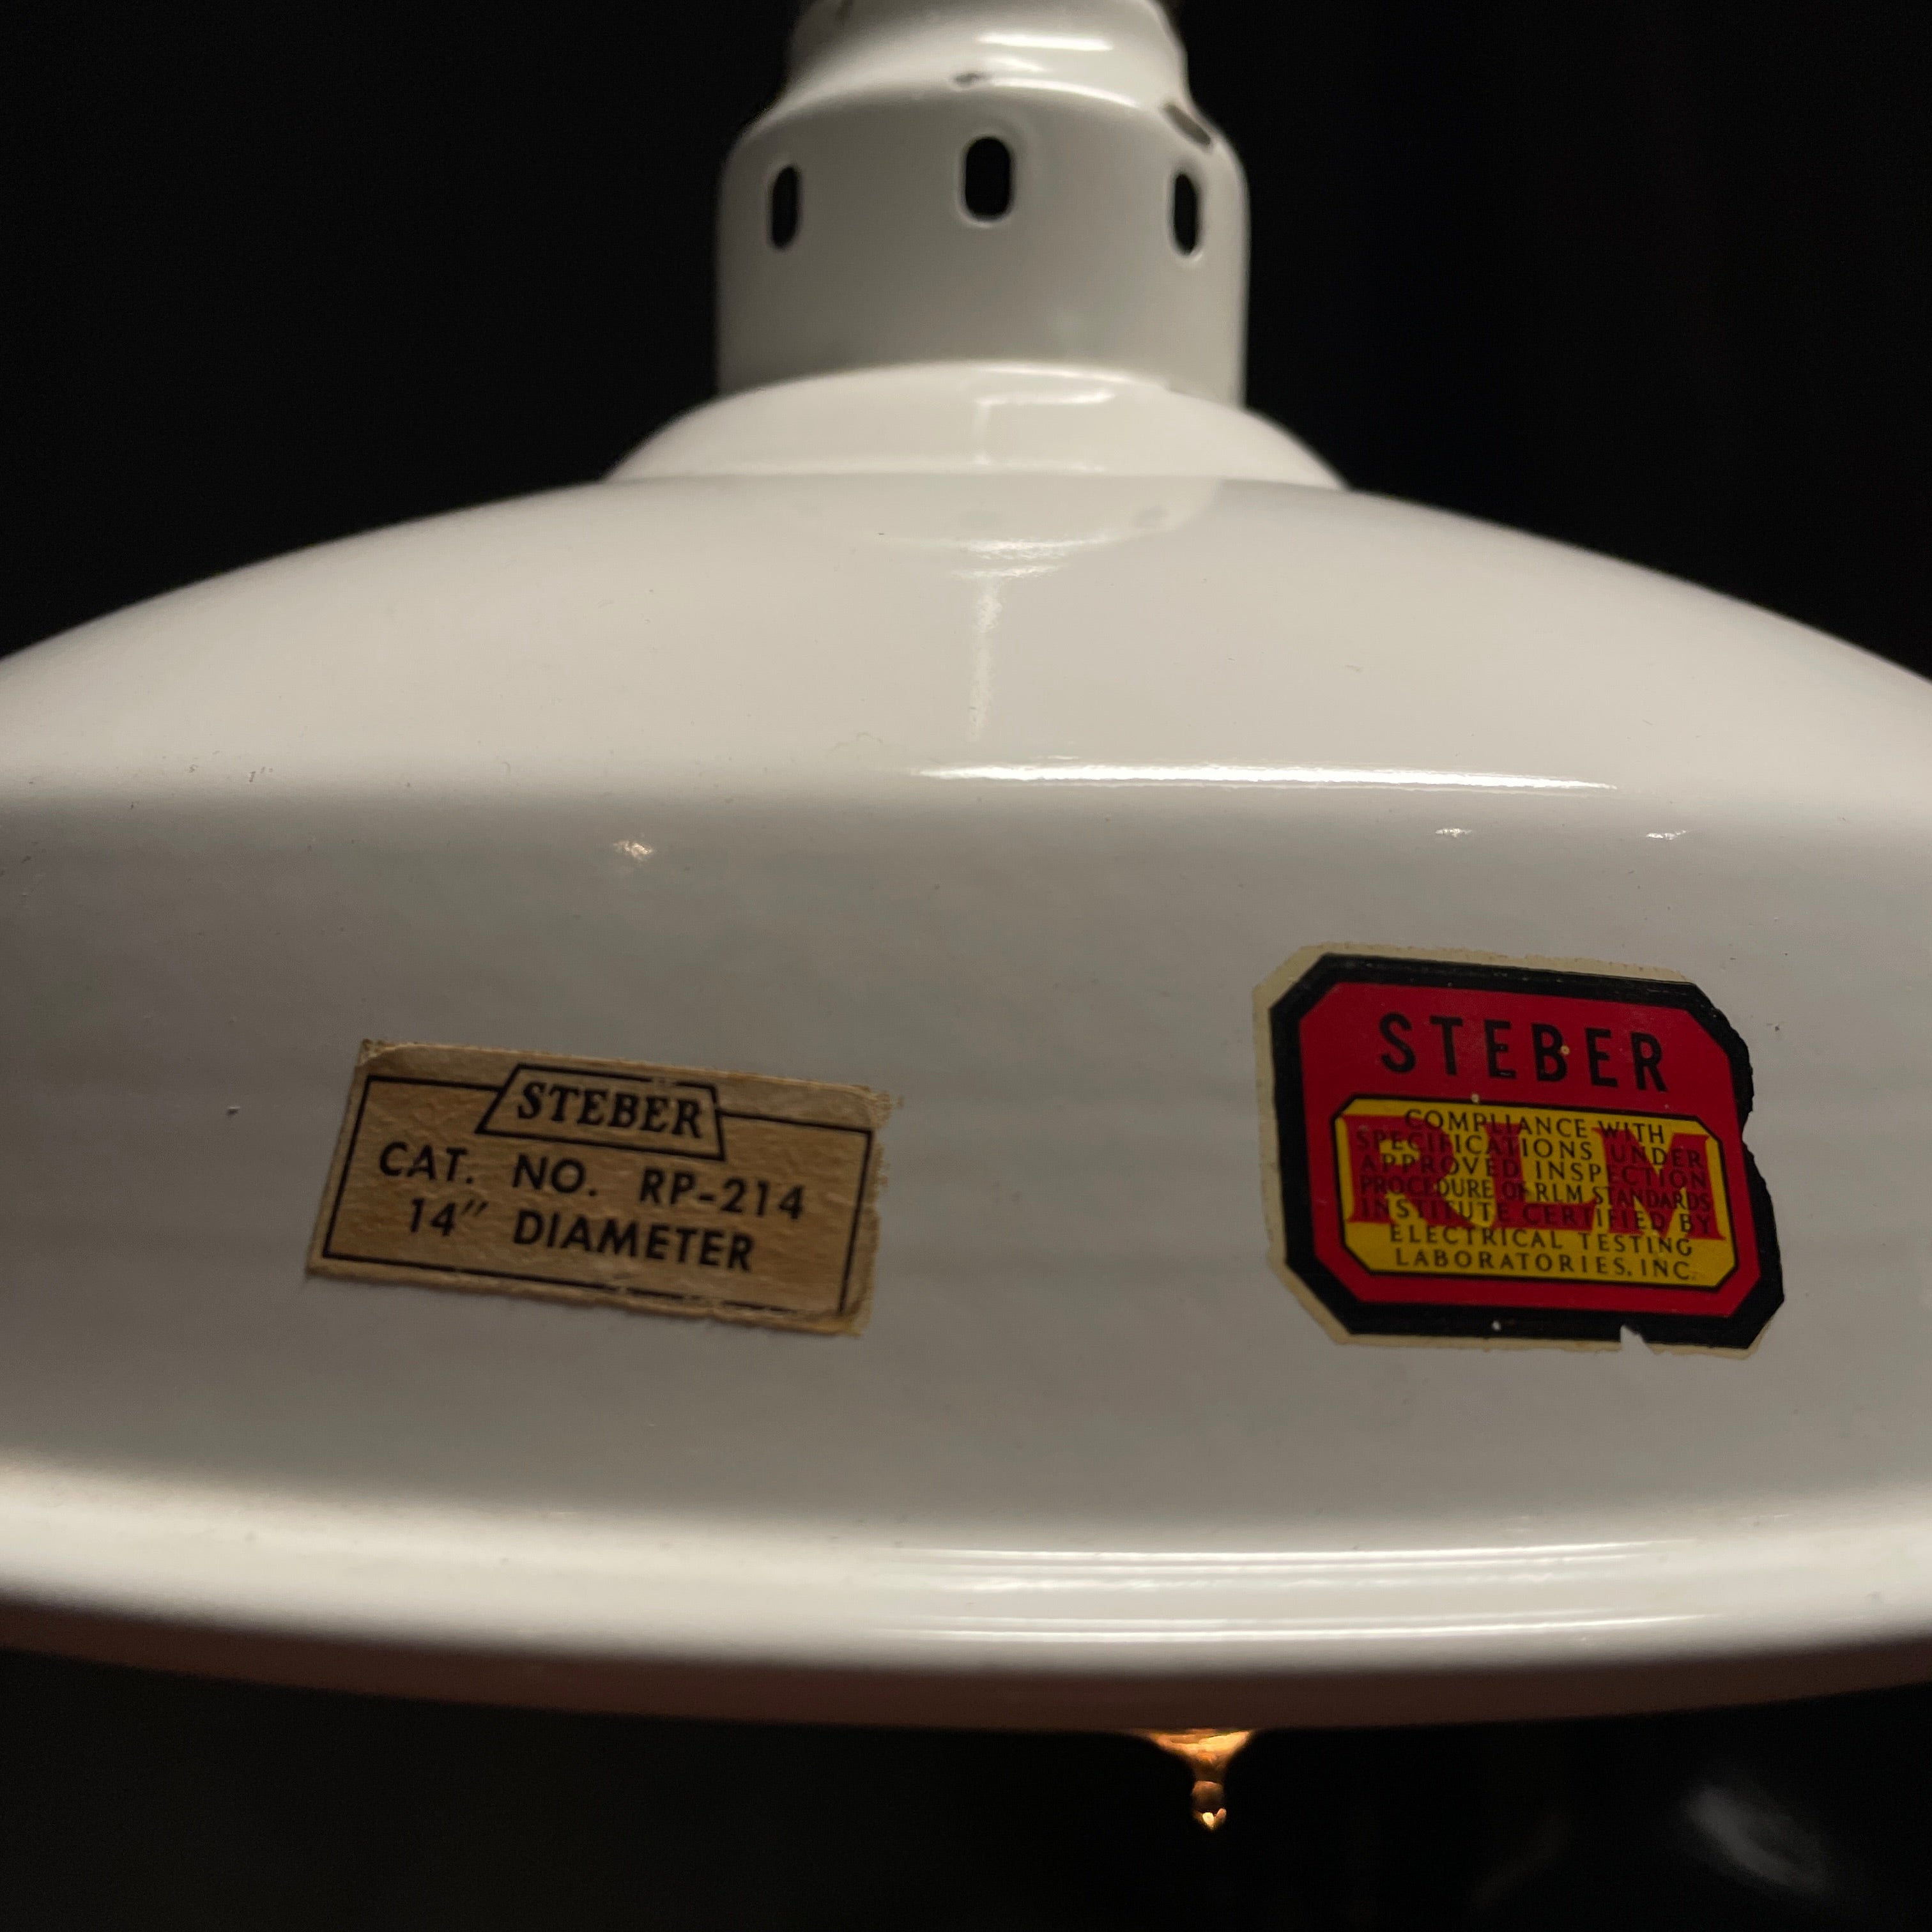 STEBER
CAT. NO. RP-214
14" DIAMETER
STEBER
RLM
COMPLIANCE WITH
SPECIFICATIONS UNDER
APPROVED INSPECTION
PROCEDURE OF RLM STANDARDS
INSTITUTE CERTIFIED BY
ELECTRICAL TESTING
LABORATORIES, INC.